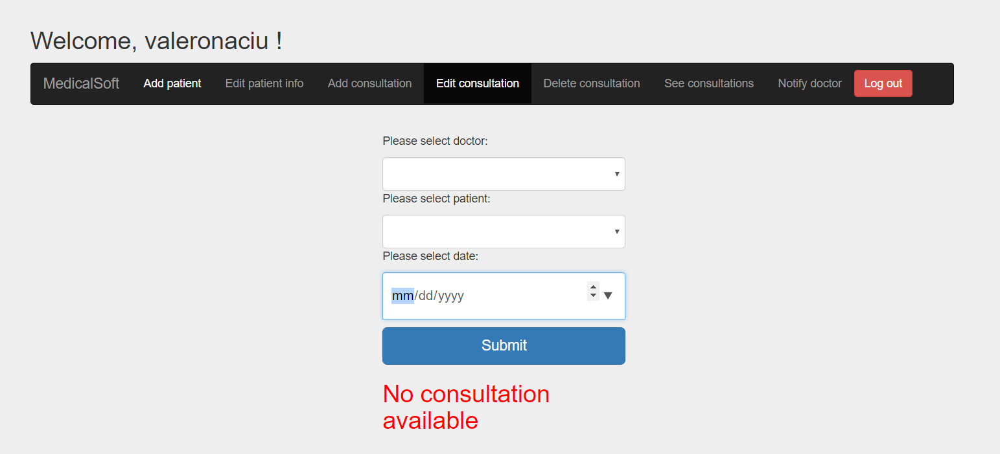 Welcome, valeronaciu !
MedicalSoft Add patient Edit patient info Add consultation Edit consultation Delete consultation See consultations Notify doctor Log out
Please select doctor:
Please select patient:
Please select date:
mm/dd/yyyy
Submit
No consultation
available